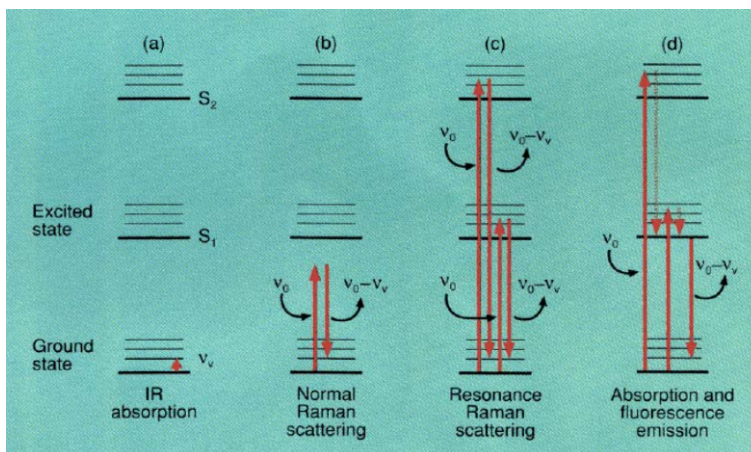 (a) (b) (c) (d)
S₂
ν₀ ν₀–νᵥ
Excited
state
S₁
ν₀ ν₀–νᵥ
ν₀ ν₀–νᵥ
ν₀ ν₀–νᵥ
Ground
state
νᵥ
IR
absorption
Normal
Raman
scattering
Resonance
Raman
scattering
Absorption and
fluorescence
emission